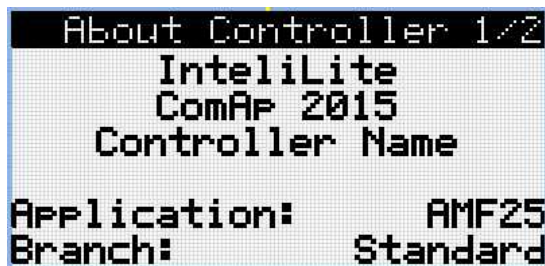 About Controller 1/2
InteliLite
ComAp 2015
Controller Name
Application: AMF25
Branch: Standard